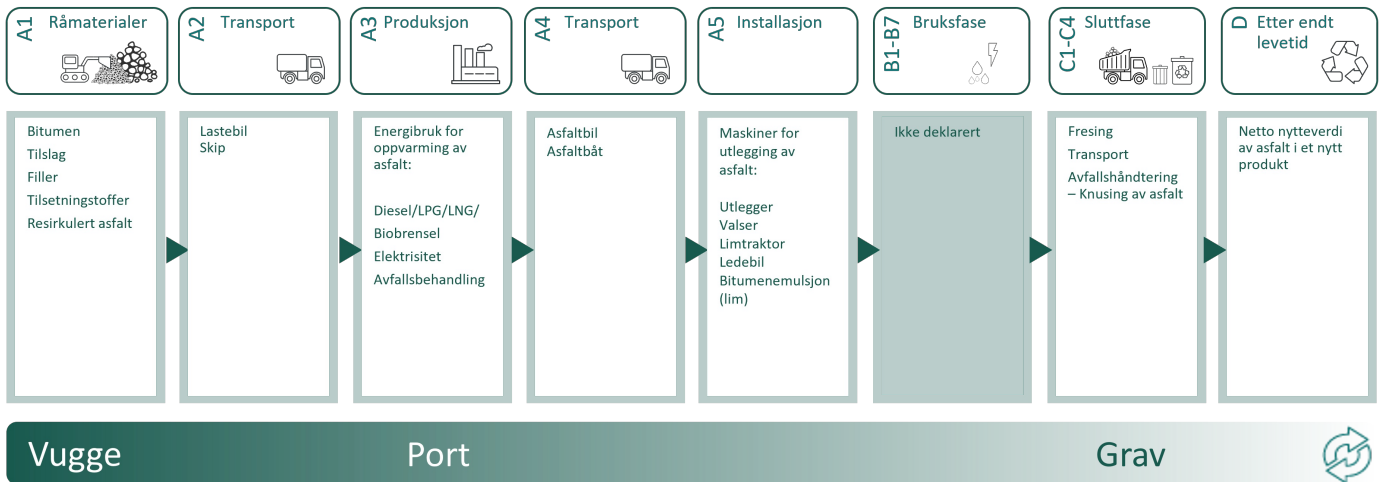 A1 Råmaterialer
A2 Transport
A3 Produksjon
A4 Transport
A5 Installasjon
B1-B7 Bruksfase
C1-C4 Sluttfase
D Etter endt
levetid
Bitumen
Tilslag
Filler
Tilsetningstoffer
Resirkulert asfalt
Lastebil
Skip
Energibruk for
oppvarming av
asfalt:
Diesel/LPG/LNG/
Biobrensel
Elektrisitet
Avfallsbehandling
Asfaltbil
Asfaltbåt
Maskiner for
utlegging av
asfalt:
Utlegger
Valser
Limtraktor
Ledebil
Bitumenemulsjon
(lim)
Ikke deklarert
Fresing
Transport
Avfallshåndtering
– Knusing av asfalt
Netto nytteverdi
av asfalt i et nytt
produkt
Vugge
Port
Grav